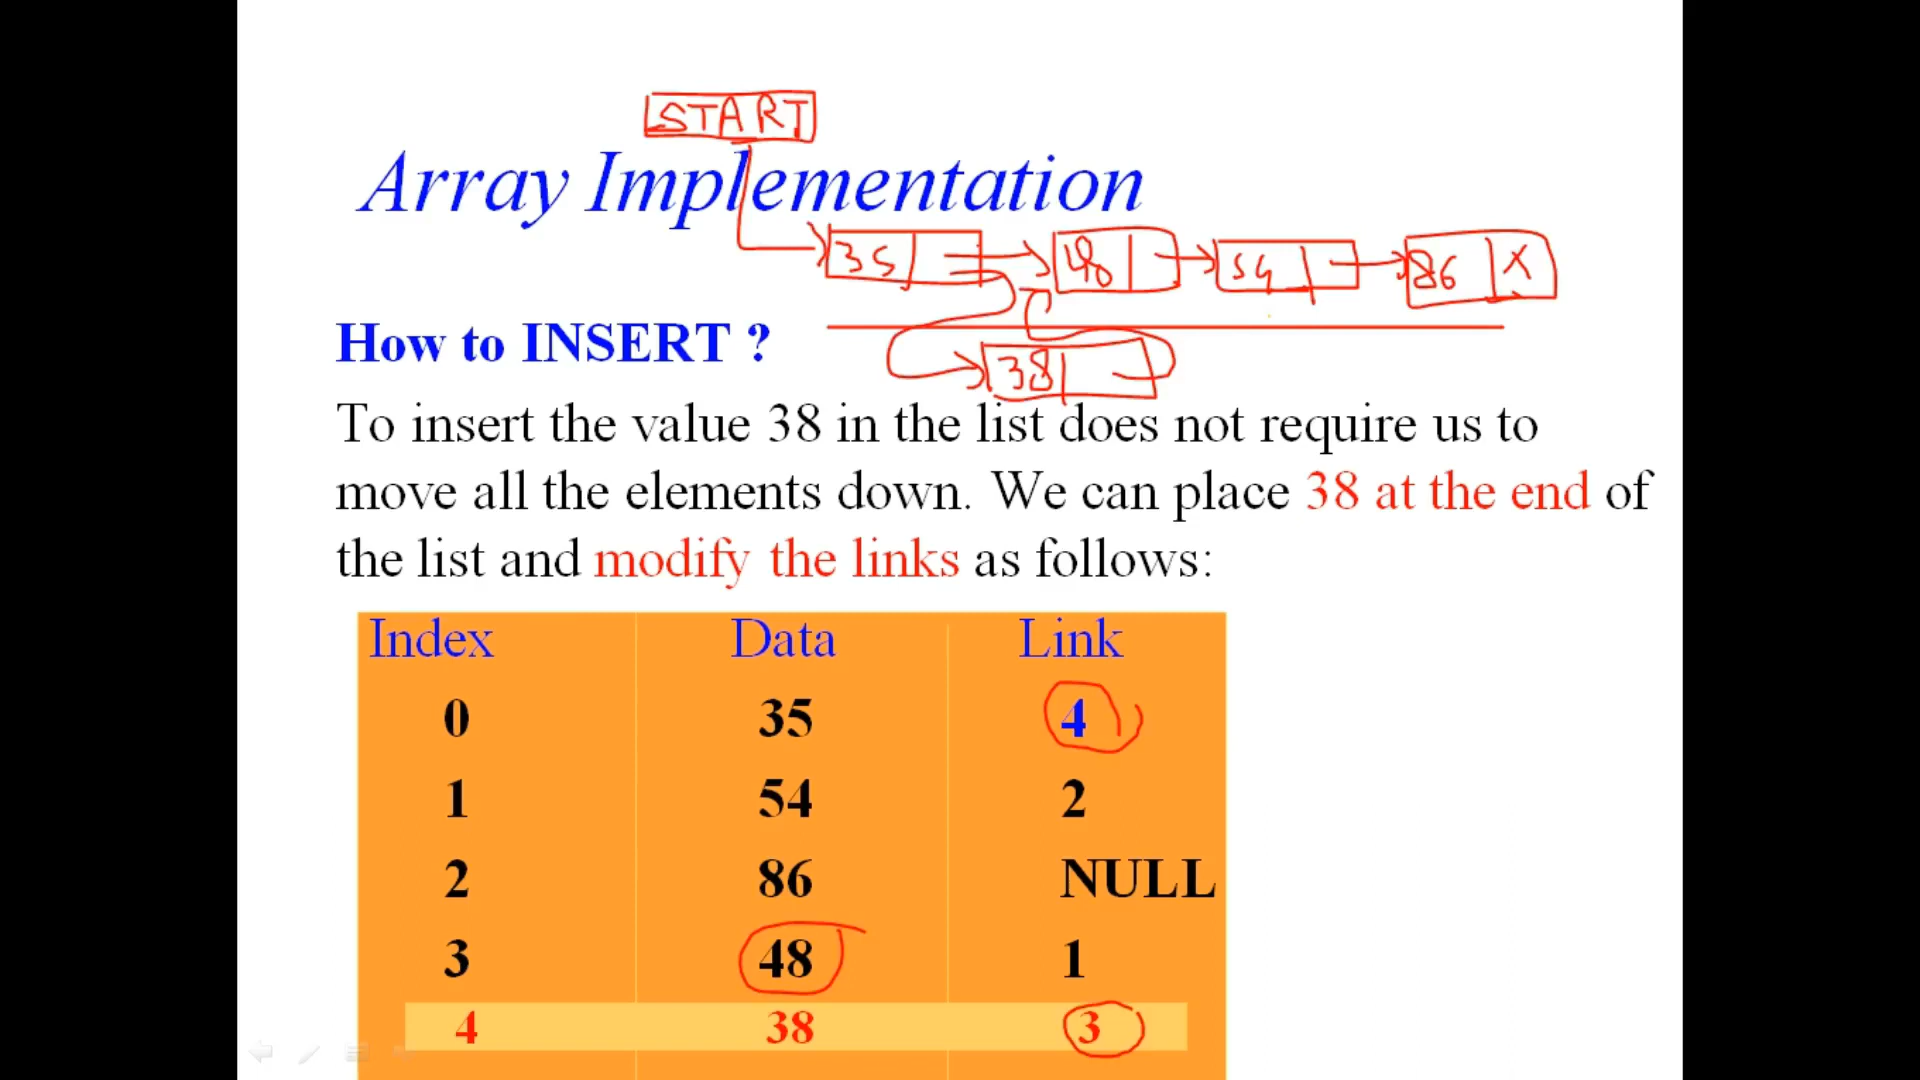 START
Array Implementation
35 48 54 86 X
How to INSERT ?
38
To insert the value 38 in the list does not require us to
move all the elements down. We can place 38 at the end of
the list and modify the links as follows:
Index Data Link
0 35 4
1 54 2
2 86 NULL
3 48 1
4 38 3